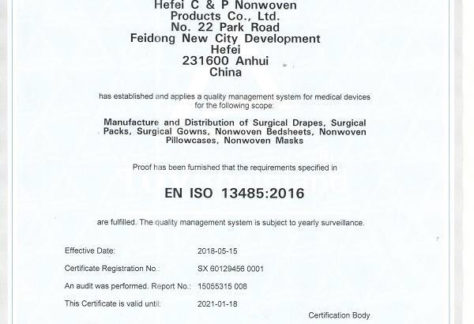 Hefei C & P Nonwoven
Products Co., Ltd.
No. 22 Park Road
Feidong New City Development
Hefei
231600 Anhui
China
has established and applies a quality management system for medical devices
for the following scope:
Manufacture and Distribution of Surgical Drapes, Surgical
Packs, Surgical Gowns, Nonwoven Bedsheets, Nonwoven
Pillowcases, Nonwoven Masks
Proof has been furnished that the requirements specified in
EN ISO 13485:2016
are fulfilled. The quality management system is subject to yearly surveillance.
Effective Date: 2018-05-15
Certificate Registration No.: SX 60129456 0001
An audit was performed. Report No.: 15055315 008
This Certificate is valid until: 2021-01-18
Certification Body